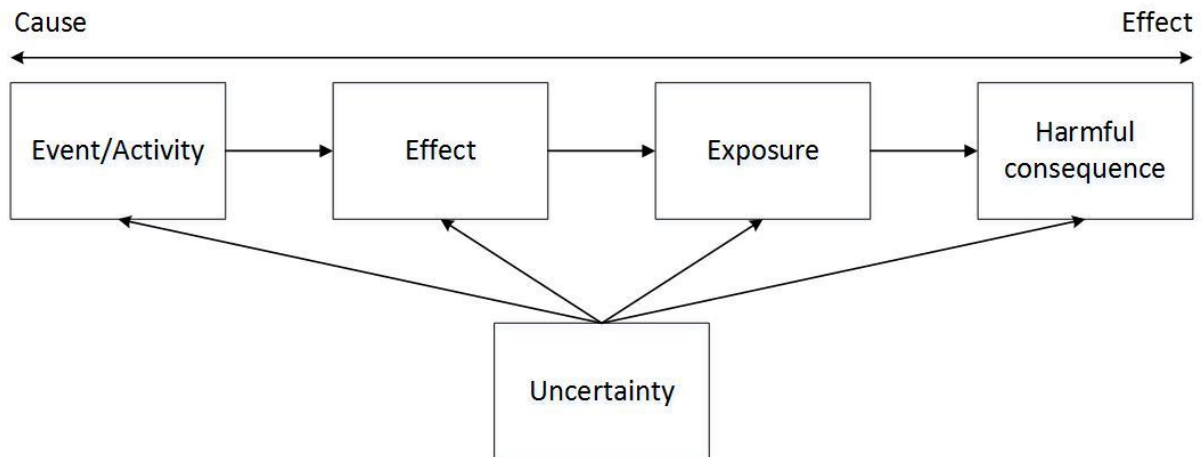 Cause
Effect
Event/Activity
Effect
Exposure
Harmful
consequence
Uncertainty